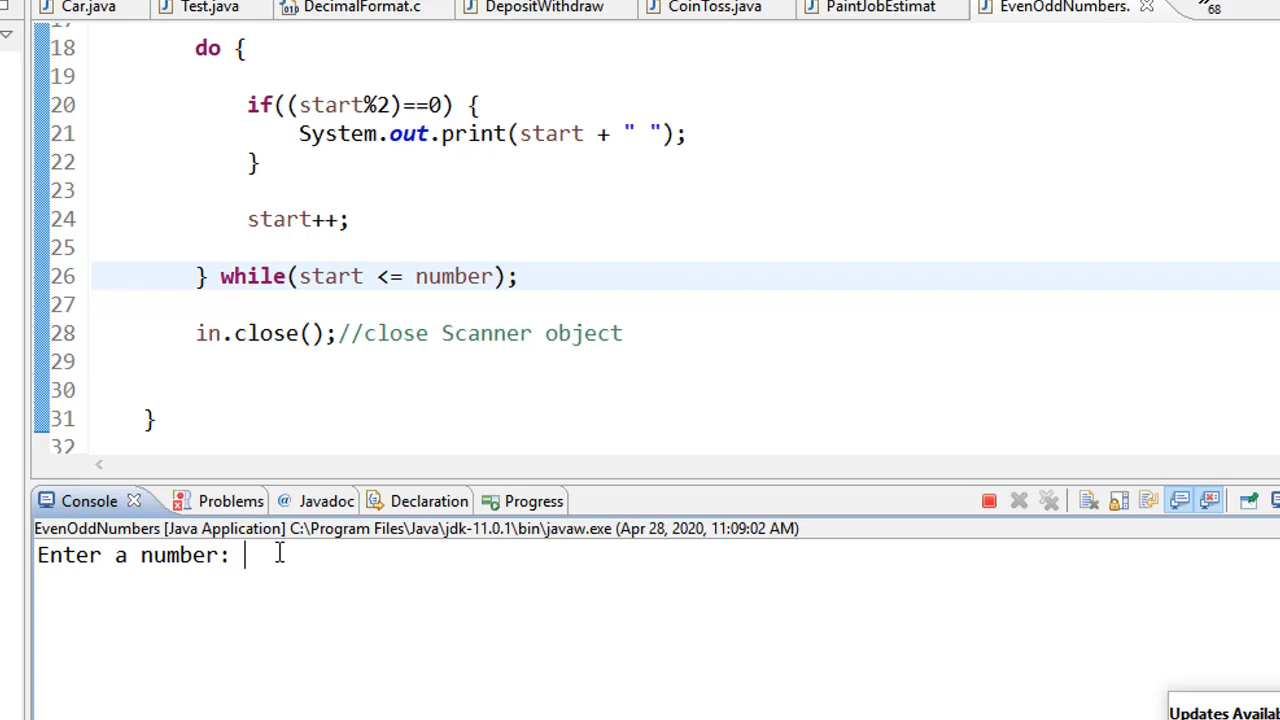 Car.java Test.java DecimalFormat.c DepositWithdraw CoinToss.java PaintJobEstimat EvenOddNumbers. »68
17
18 do {
19
20 if((start%2)==0) {
21 System.out.print(start + " ");
22 }
23
24 start++;
25
26 } while(start <= number);
27
28 in.close();//close Scanner object
29
30
31 }
32
Console Problems @ Javadoc Declaration Progress
EvenOddNumbers [Java Application] C:\Program Files\Java\jdk-11.0.1\bin\javaw.exe (Apr 28, 2020, 11:09:02 AM)
Enter a number:
Updates Availab